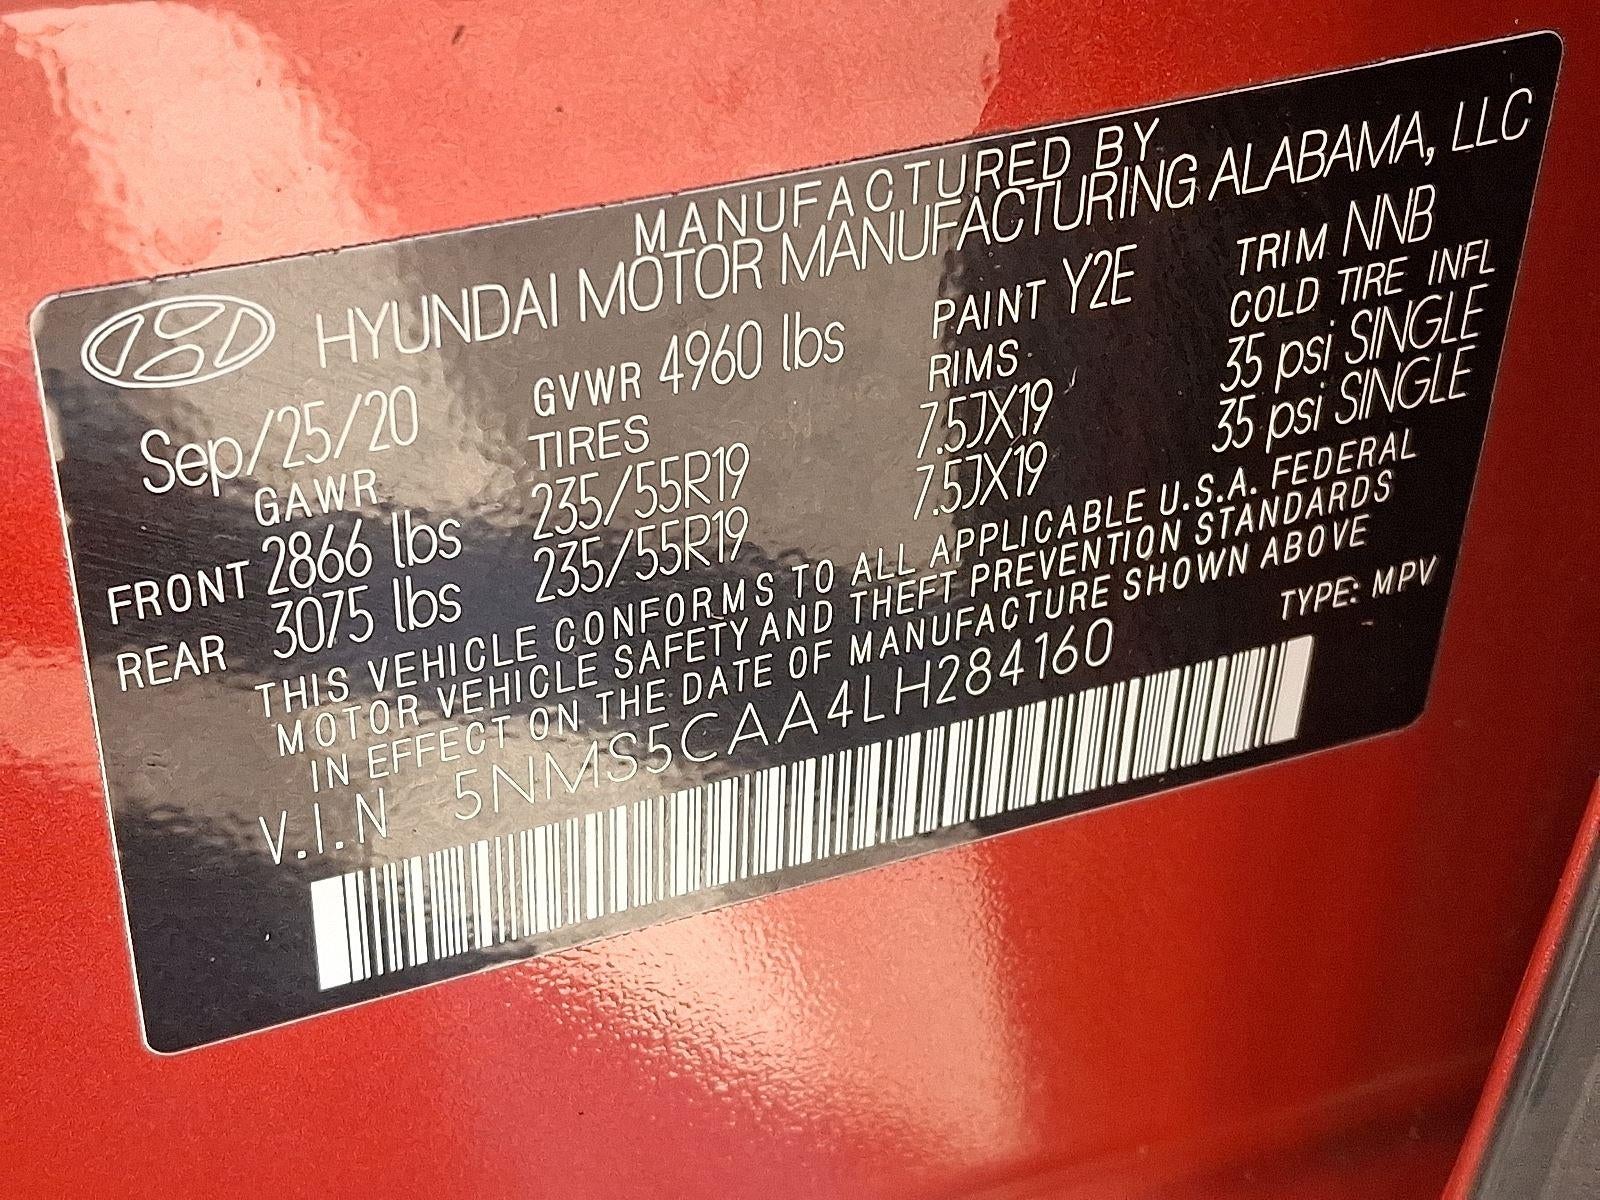 MANUFACTURED BY
HYUNDAI MOTOR MANUFACTURING ALABAMA, LLC
Sep/25/20 GVWR 4960 lbs PAINT Y2E TRIM NNB
GAWR TIRES RIMS COLD TIRE INFL
FRONT 2866 lbs 235/55R19 7.5JX19 35 psi SINGLE
REAR 3075 lbs 235/55R19 7.5JX19 35 psi SINGLE
THIS VEHICLE CONFORMS TO ALL APPLICABLE U.S.A. FEDERAL
MOTOR VEHICLE SAFETY AND THEFT PREVENTION STANDARDS
IN EFFECT ON THE DATE OF MANUFACTURE SHOWN ABOVE
V.I.N 5NMS5CAA4LH284160 TYPE: MPV